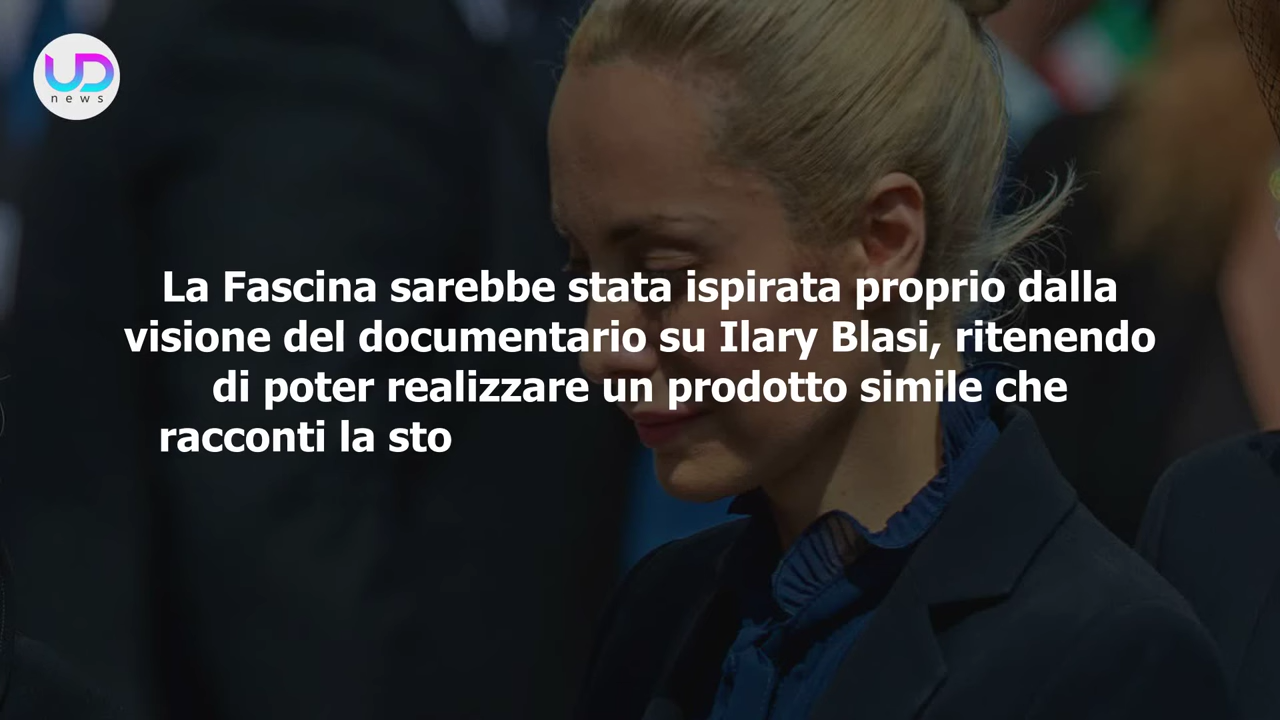 UD
news
La Fascina sarebbe stata ispirata proprio dalla
visione del documentario su Ilary Blasi, ritenendo
di poter realizzare un prodotto simile che
racconti la sto